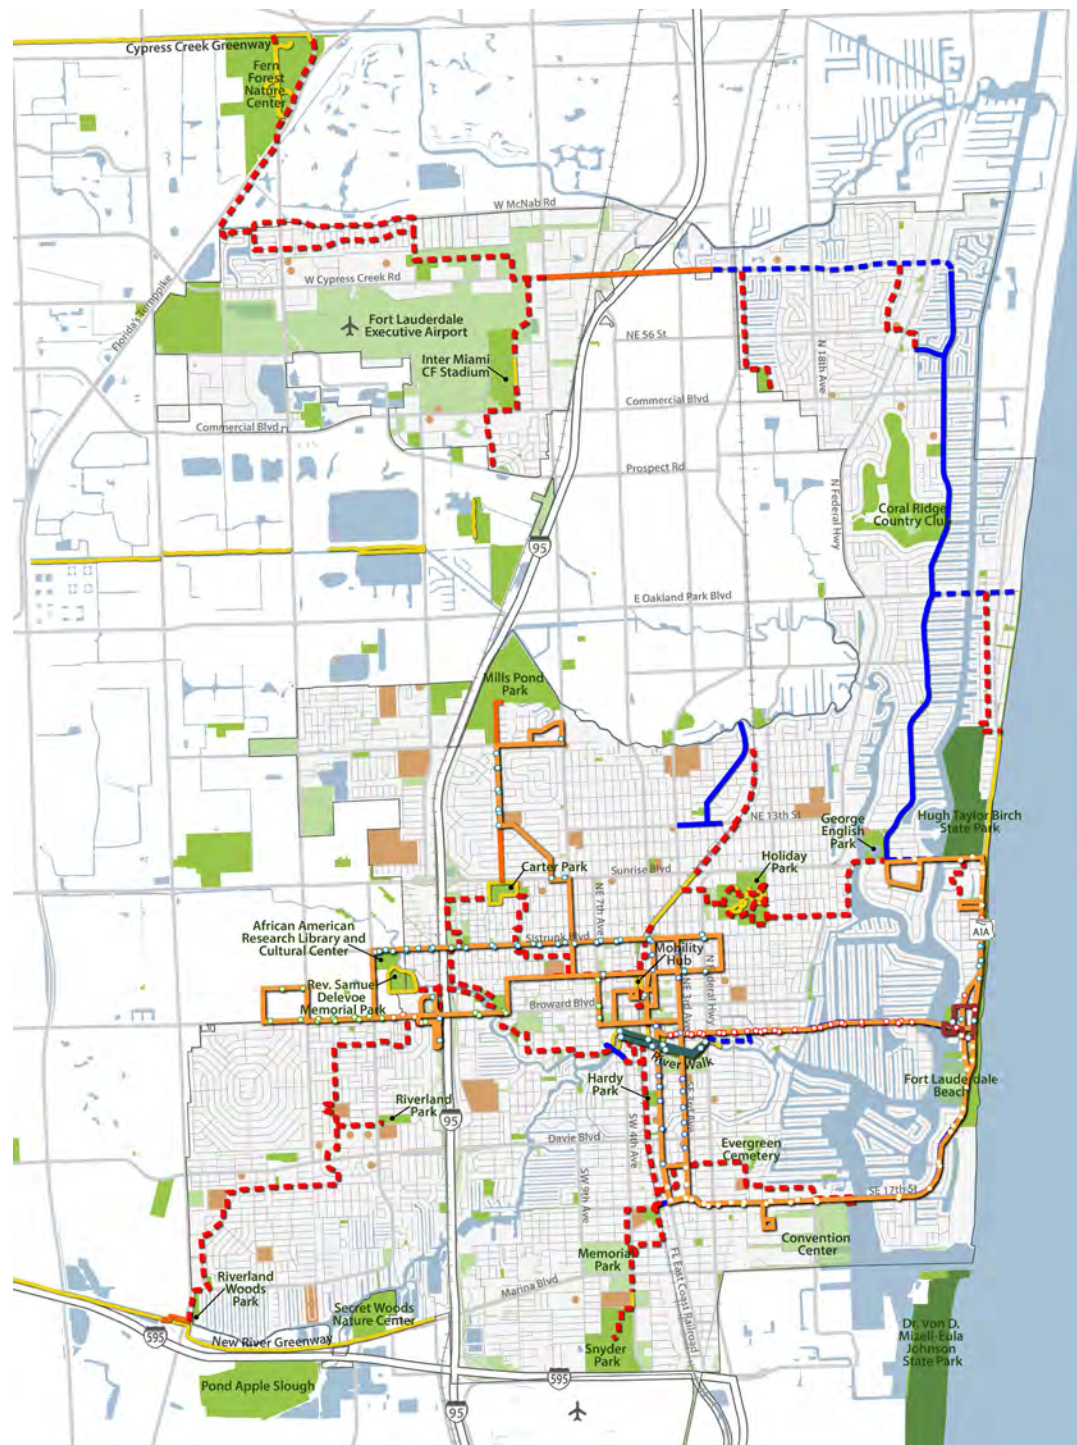 Cypress Creek Greenway
Fern
Forest
Nature
Center
W McNab Rd
Florida's Turnpike
W Cypress Creek Rd
Fort Lauderdale
Executive Airport
NE 56 St
N 18th Ave
Inter Miami
CF Stadium
Commercial Blvd
Commercial Blvd
Prospect Rd
N Federal Hwy
Coral Ridge
Country Club
95
E Oakland Park Blvd
Mills Pond
Park
NE 13th St
George
English
Park
Hugh Taylor Birch
State Park
Holiday
Park
Carter Park
Sunrise Blvd
NE 7th Ave
African American
Research Library and
Cultural Center
Sistrunk Blvd
A1A
Mobility
Hub
Rev. Samuel
Delevoe
Memorial Park
Broward Blvd
NE 3rd Ave
N Federal Hwy
River Walk
Fort Lauderdale
Beach
Hardy
Park
Riverland
Park
95
SW 4th Ave
Davie Blvd
Evergreen
Cemetery
SW 9th Ave
SE 17th St
Convention
Center
Memorial
Park
Marina Blvd
FL East Coast Railroad
Riverland
Woods
Park
Secret Woods
Nature Center
595
New River Greenway
Snyder
Park
Dr. Von D.
Mizell-Eula
Johnson
State Park
595
Pond Apple Slough
95